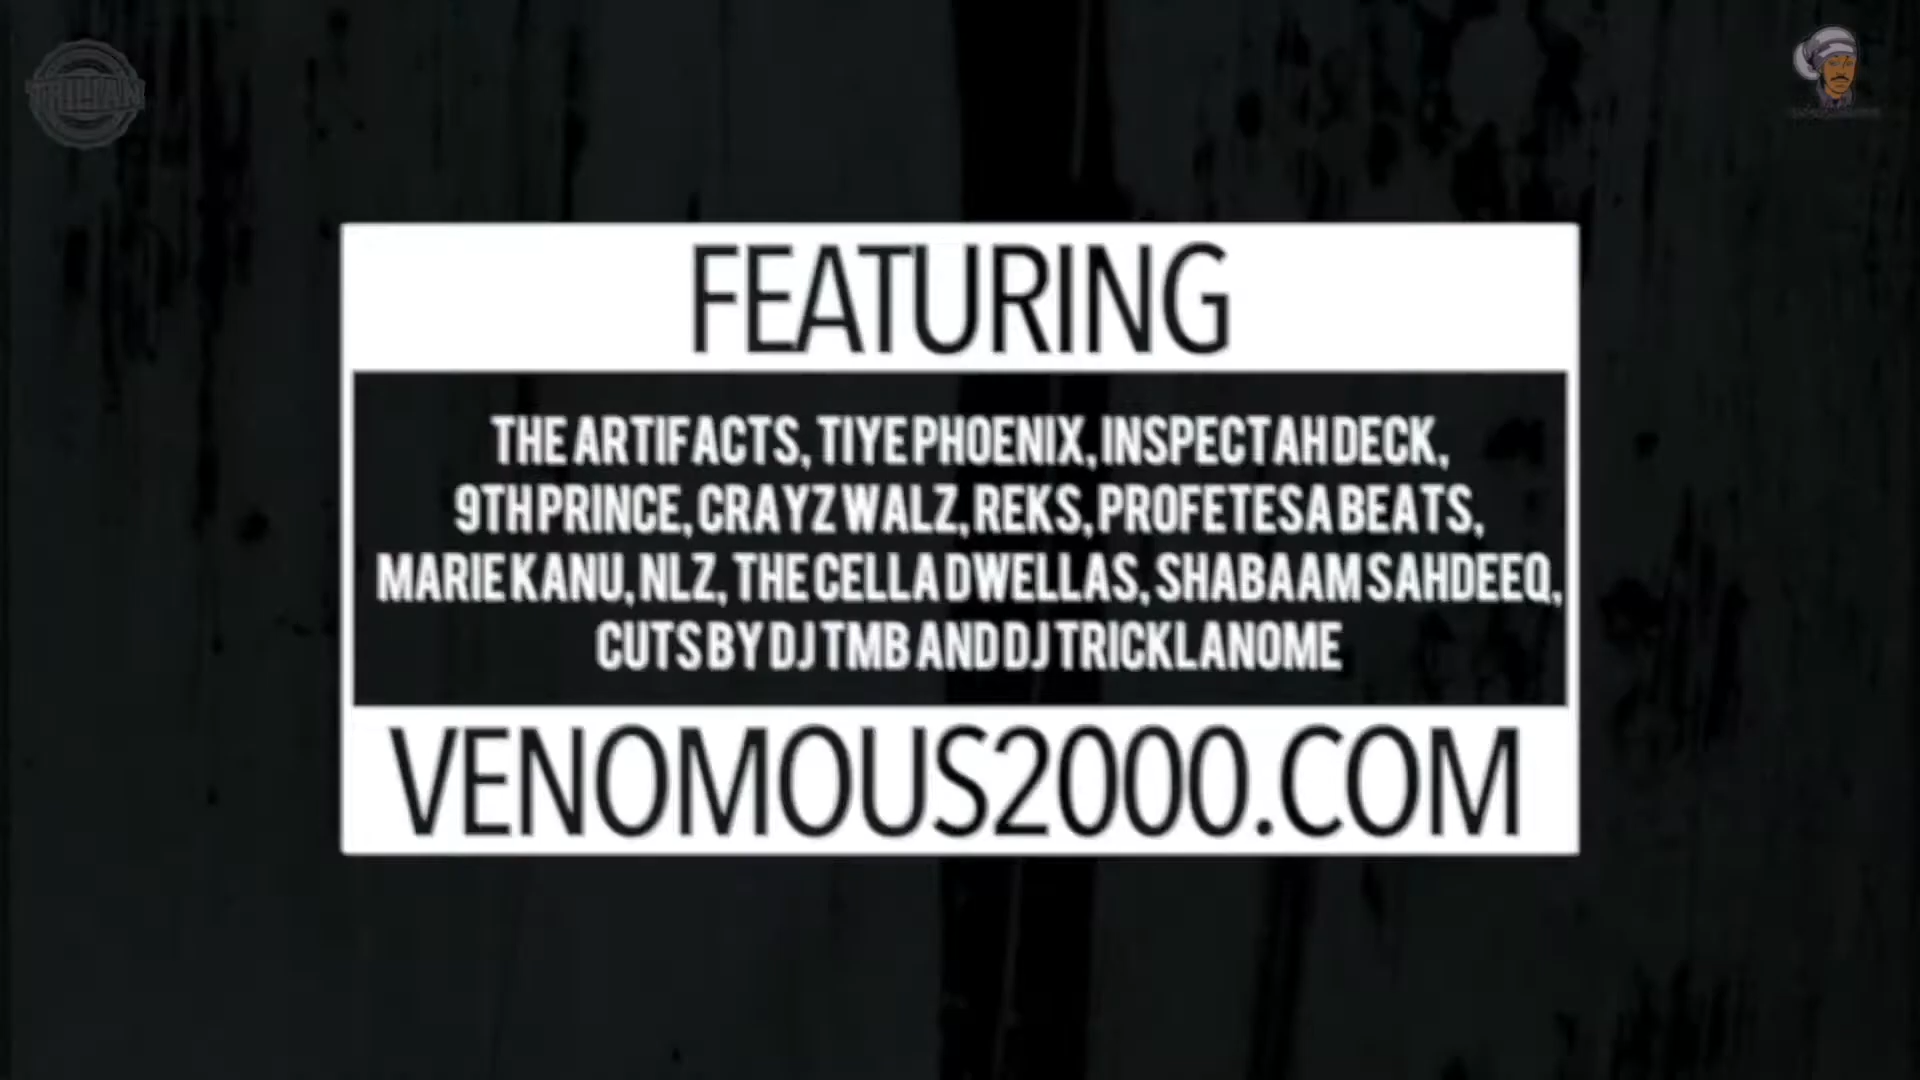 TRILIAN
FEATURING
THE ARTIFACTS, TIYE PHOENIX, INSPECTAH DECK,
9TH PRINCE, CRAYZ WALZ, REKS, PROFETESA BEATS,
MARIE KANU, NLZ, THE CELLA DWELLAS, SHABAAM SAHDEEQ,
CUTS BY DJ TMB AND DJ TRICKLANOME
VENOMOUS2000.COM